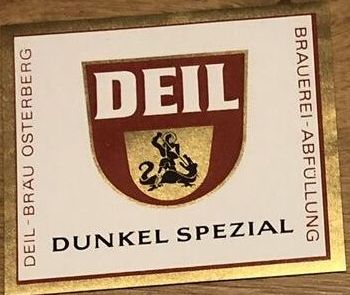 DEIL
DUNKEL SPEZIAL
DEIL-BRÄU OSTERBERG
BRAUEREI-ABFÜLLUNG